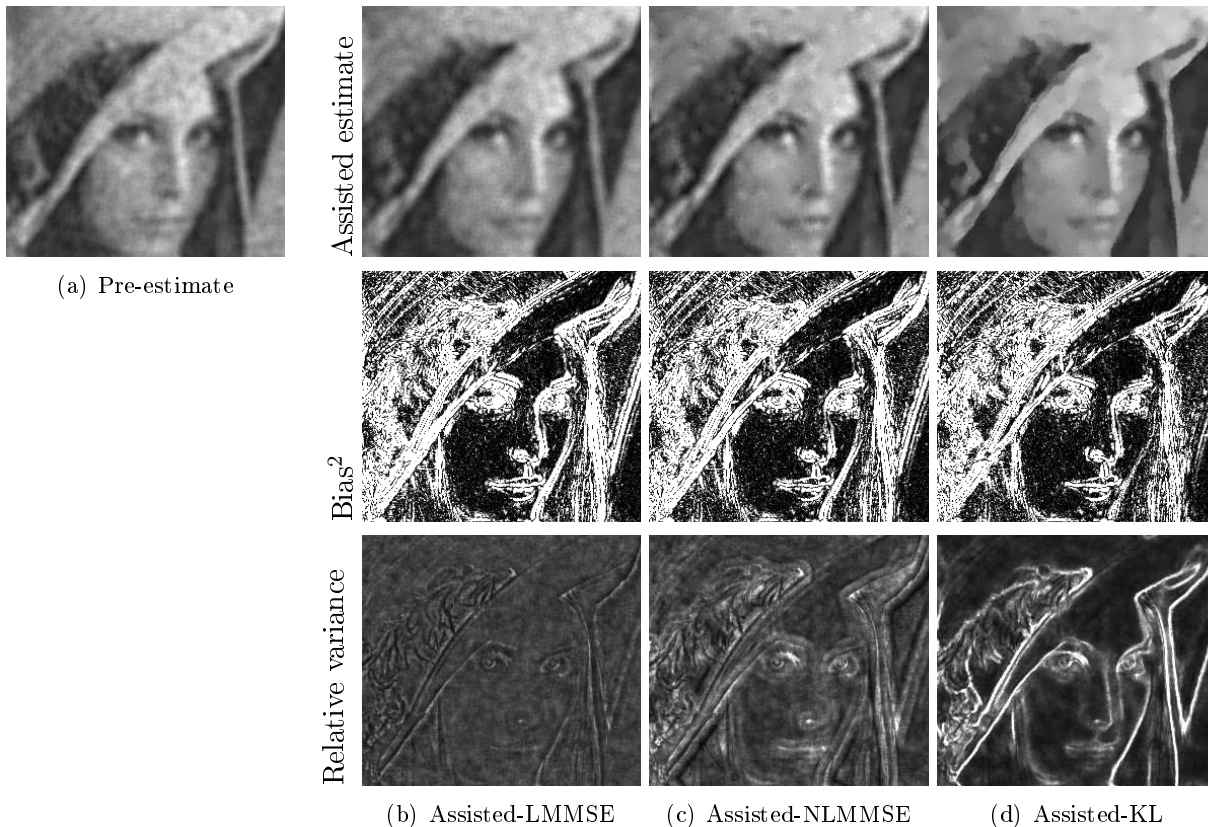 Assisted estimate
(a) Pre-estimate
Bias²
Relative variance
(b) Assisted-LMMSE
(c) Assisted-NLMMSE
(d) Assisted-KL